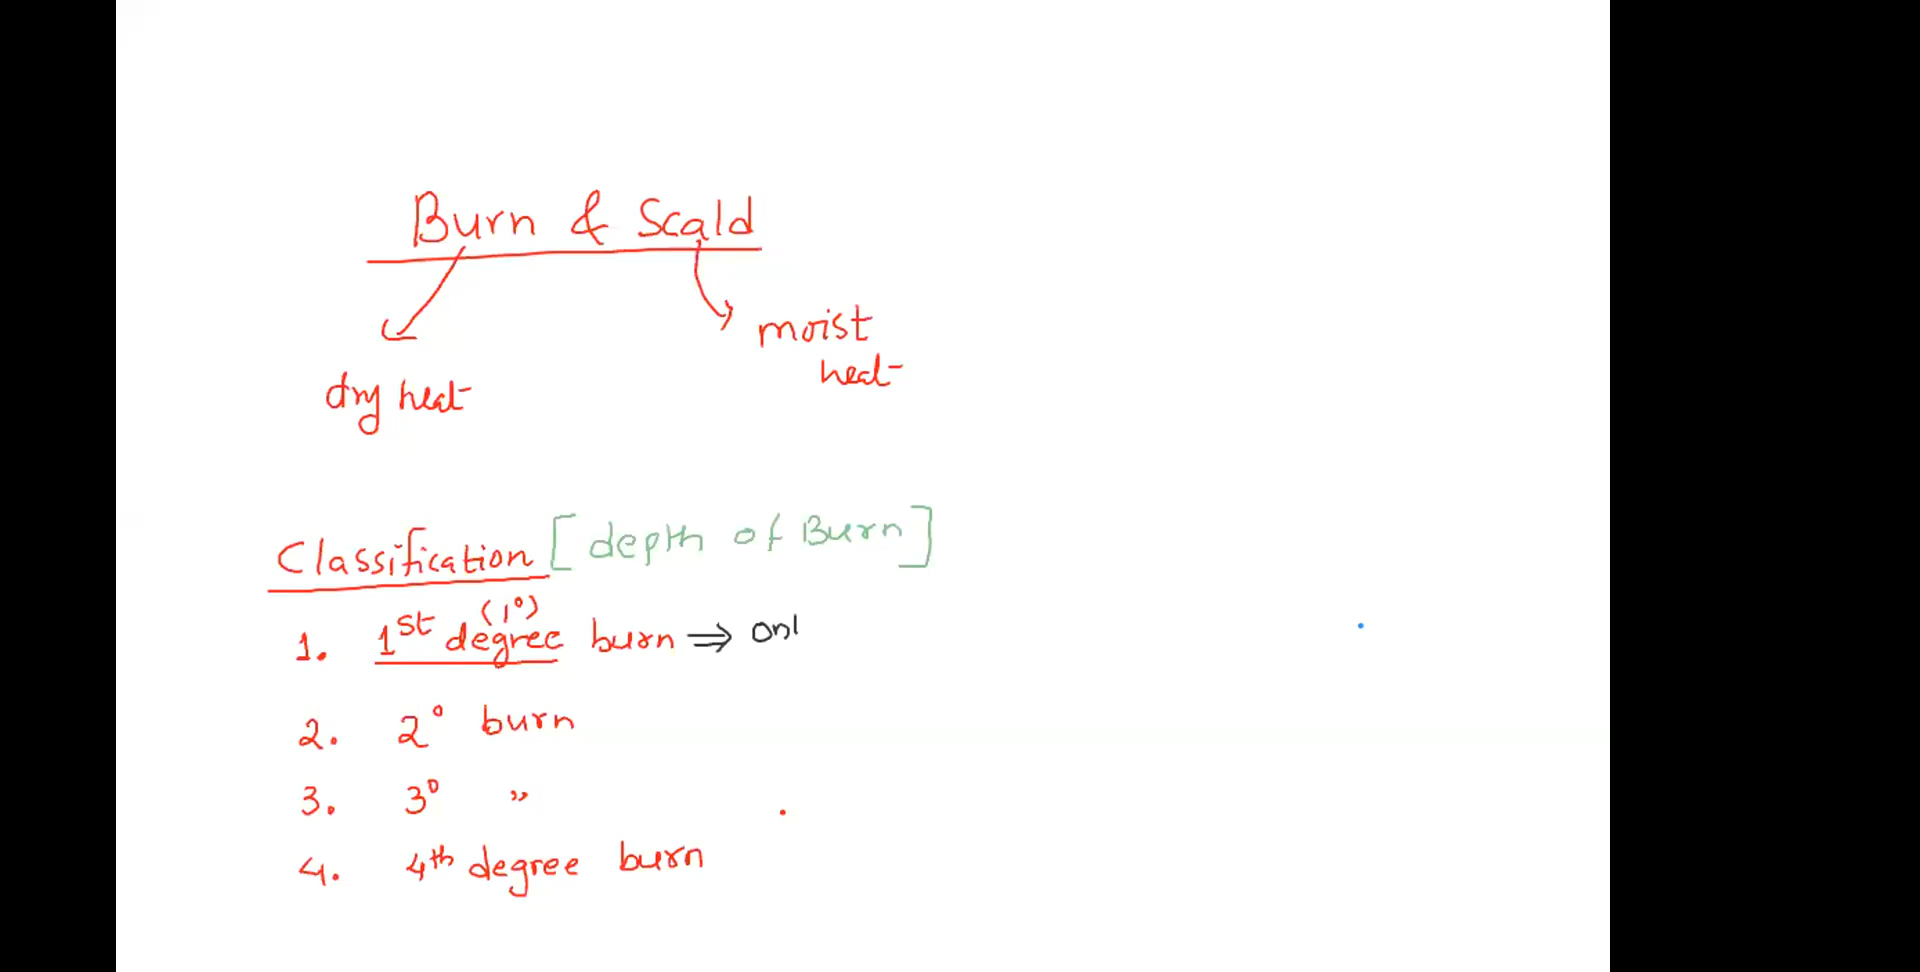 Burn & Scald
dry heat
moist
heat
Classification [depth of Burn]
(1°)
1. 1st degree burn ⇒ onl
2. 2° burn
3. 3° ”
4. 4th degree burn